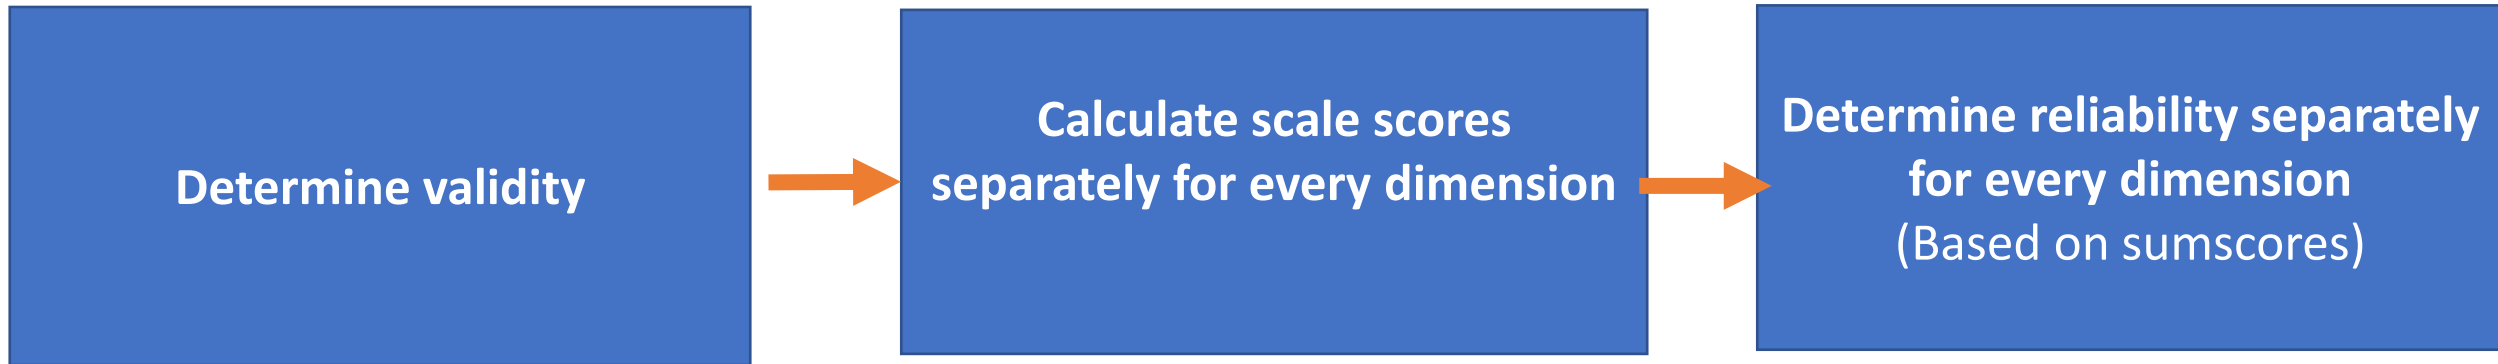 Determine validity
Calculate scale scores
separately for every dimension
Determine reliability separately
for every dimension
(Based on sumscores)